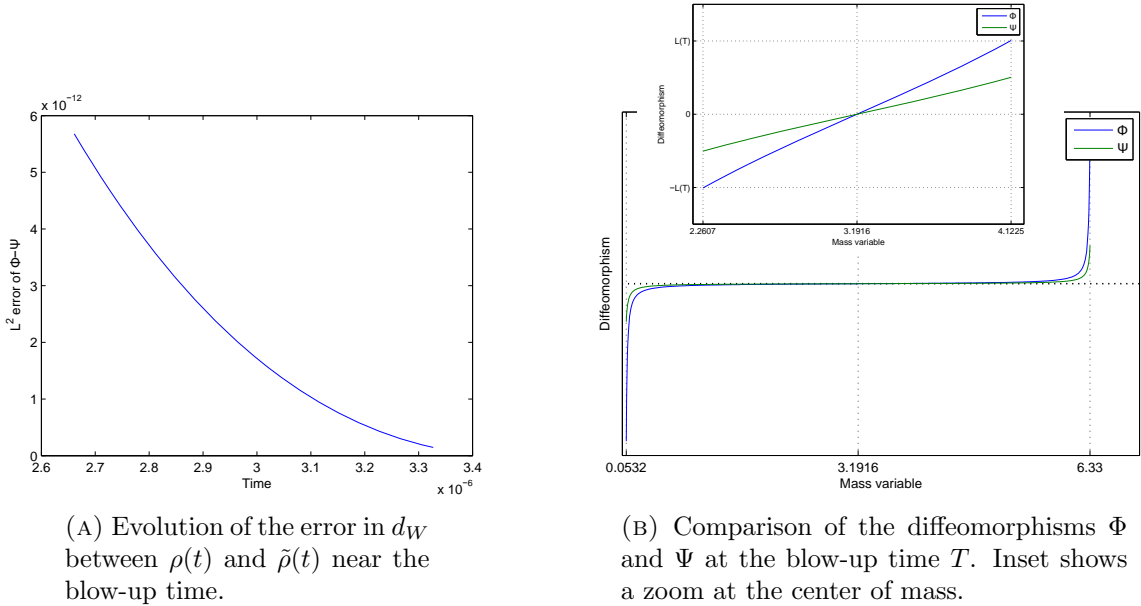 x 10⁻¹²
6
5
4
3
2
1
0
L² error of Φ−Ψ
2.6 2.7 2.8 2.9 3 3.1 3.2 3.3 3.4
Time
x 10⁻⁶
(A) Evolution of the error in d_W
between ρ(t) and ρ̃(t) near the
blow-up time.
Φ
Ψ
L(T)
0
−L(T)
Diffeomorphism
2.2607 3.1916 4.1225
Mass variable
Φ
Ψ
Diffeomorphism
0.0532 3.1916 6.33
Mass variable
(B) Comparison of the diffeomorphisms Φ
and Ψ at the blow-up time T. Inset shows
a zoom at the center of mass.